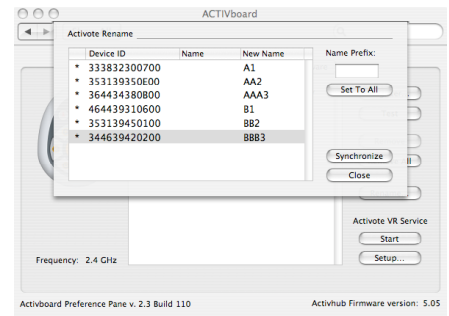 ACTIVboard
Activote Rename
Device ID Name New Name Name Prefix:
* 333832300700 A1
* 353139350E00 AA2
* 364434380B00 AAA3
* 464439310600 B1
* 353139450100 BB2
* 344639420200 BBB3
Set To All
Synchronize
Close
Activote VR Service
Start
Setup...
Frequency: 2.4 GHz
Activboard Preference Pane v. 2.3 Build 110 Activhub Firmware version: 5.05